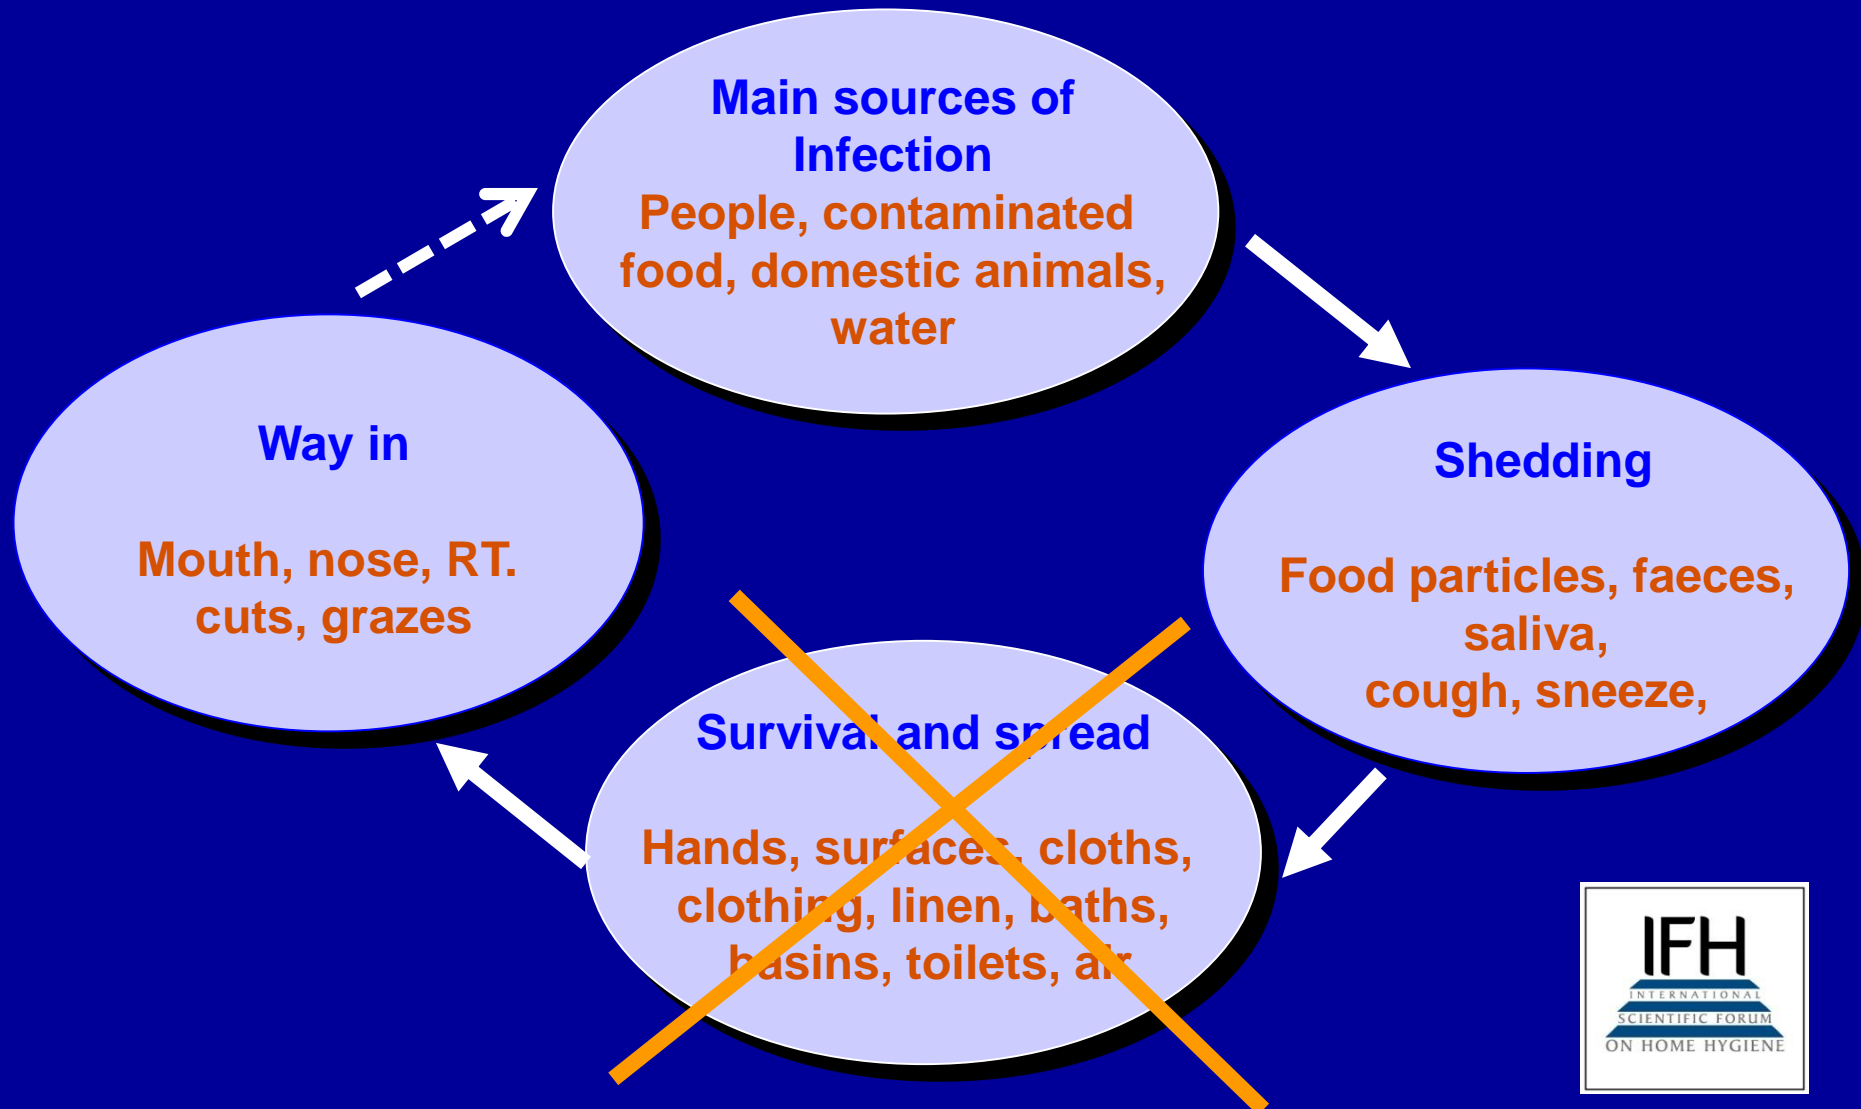 Main sources of
Infection
People, contaminated
food, domestic animals,
water
Way in
Mouth, nose, RT.
cuts, grazes
Shedding
Food particles, faeces,
saliva,
cough, sneeze,
Survival and spread
Hands, surfaces, cloths,
clothing, linen, baths,
basins, toilets, air
IFH
INTERNATIONAL
SCIENTIFIC FORUM
ON HOME HYGIENE